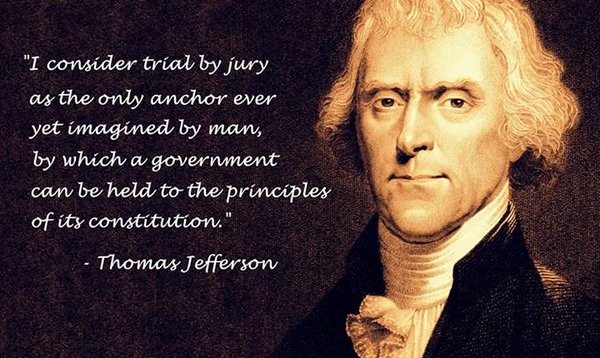 "I consider trial by jury
as the only anchor ever
yet imagined by man,
by which a government
can be held to the principles
of its constitution."
- Thomas Jefferson